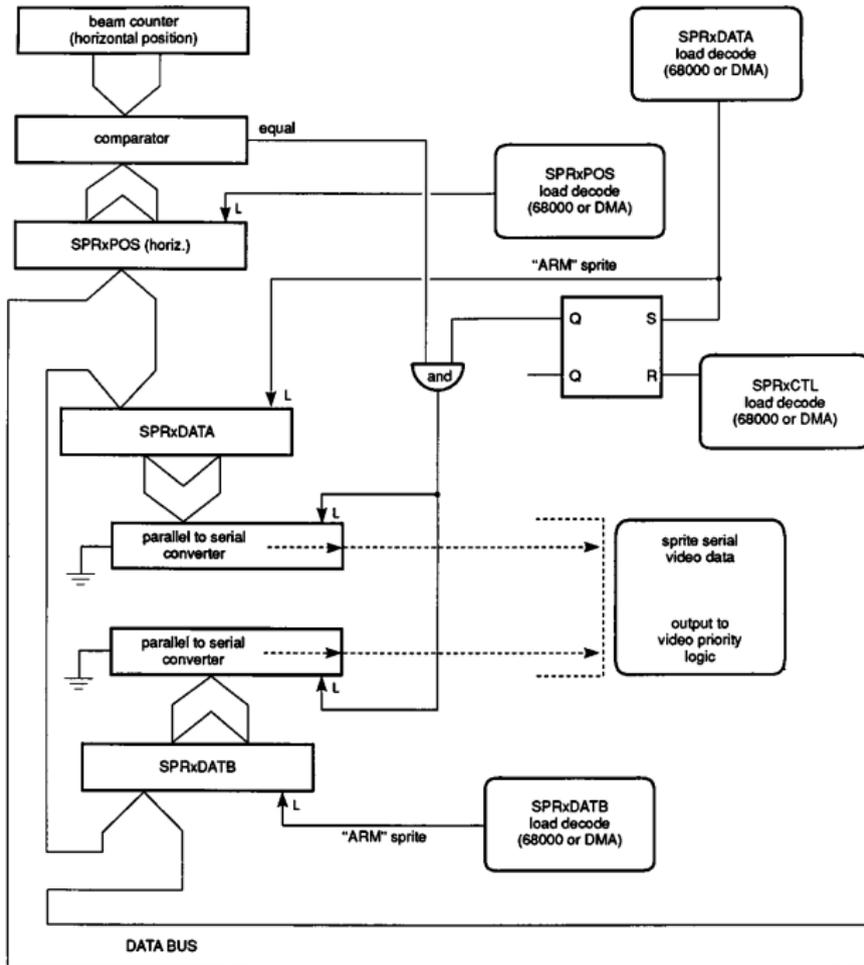 beam counter
(horizontal position)
SPRxDATA
load decode
(68000 or DMA)
comparator
equal
SPRxPOS
load decode
(68000 or DMA)
L
SPRxPOS (horiz.)
"ARM" sprite
Q
S
and
Q
R
SPRxCTL
load decode
(68000 or DMA)
L
SPRxDATA
L
parallel to serial
converter
sprite serial
video data
parallel to serial
converter
output to
video priority
logic
L
SPRxDATB
L
SPRxDATB
load decode
(68000 or DMA)
"ARM" sprite
DATA BUS